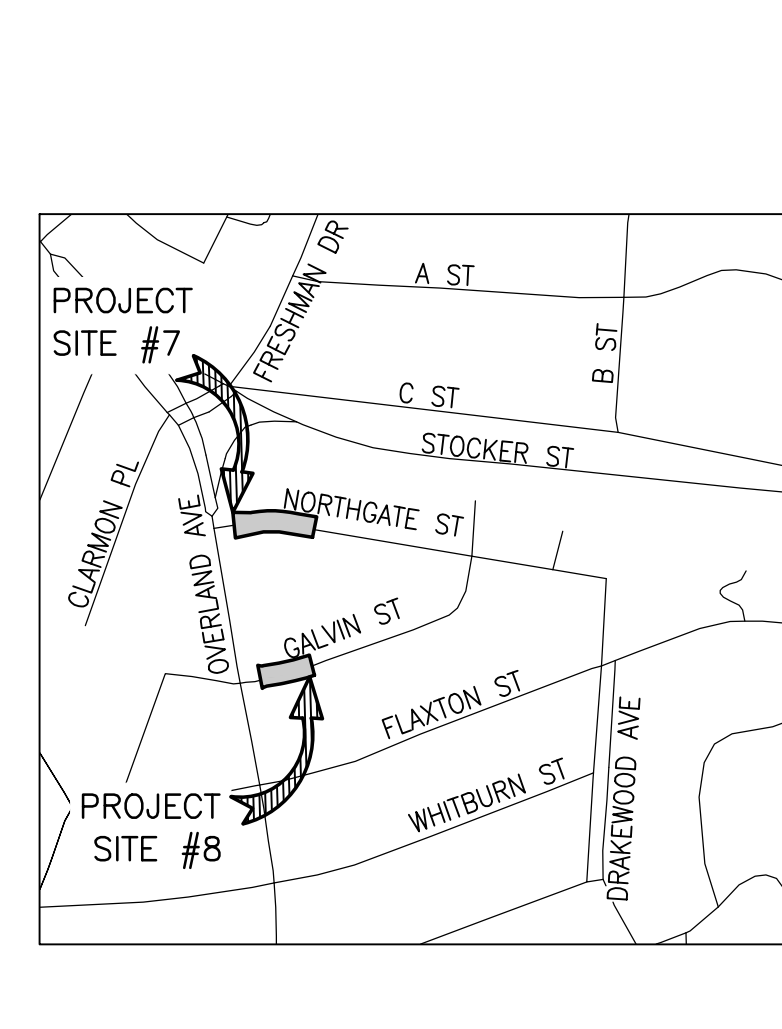 FRESHMAN DR
A ST
PROJECT
SITE #7
B ST
C ST
STOCKER ST
CLARMON PL
NORTHGATE ST
OVERLAND AVE
GALVIN ST
FLAXTON ST
DRAKEWOOD AVE
WHITBURN ST
PROJECT
SITE #8